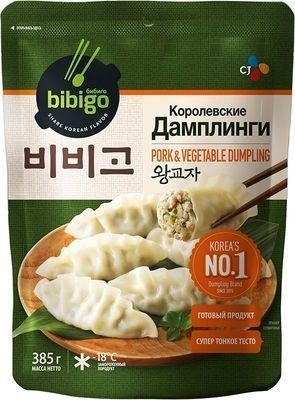 CJ
бибиго
bibigo
SHARE KOREAN FLAVOR
비비고
Королевские
Дамплинги
PORK & VEGETABLE DUMPLING
왕교자
KOREA'S
NO.1
Dumpling Brand
ГОТОВЫЙ ПРОДУКТ
СУПЕР ТОНКОЕ ТЕСТО
385 г
МАССА НЕТТО
-18°C
ЗАМОРОЖЕННЫЙ
ПРОДУКТ